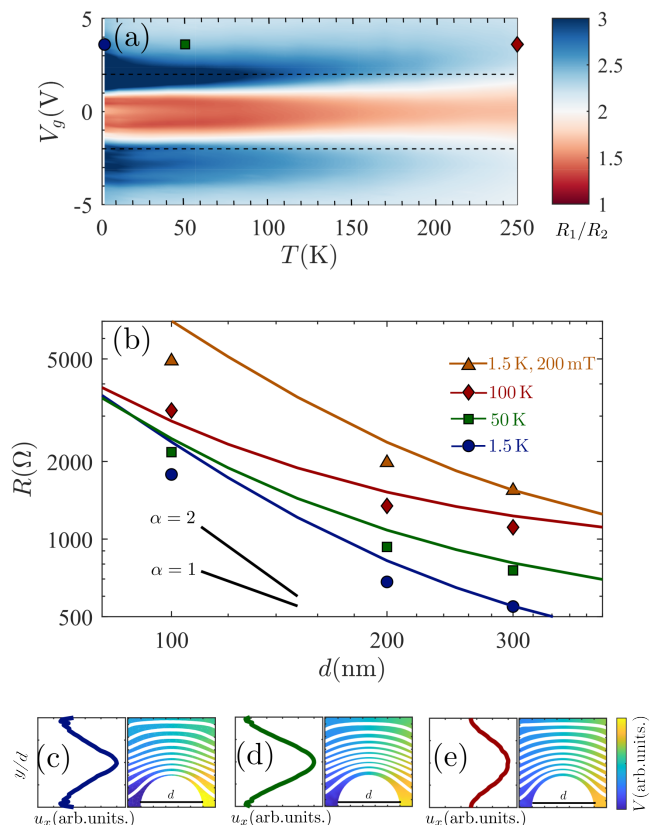 (a)
V_g(V)
5
0
-5
0
50
100
150
200
250
T(K)
3
2.5
2
1.5
1
R_1/R_2
(b)
R(Ω)
5000
2000
1000
500
1.5 K, 200 mT
100 K
50 K
1.5 K
α = 2
α = 1
100
200
300
d(nm)
(c)
y/d
d
u_x(arb.units.)
(d)
d
u_x(arb.units.)
(e)
d
u_x(arb.units.)
V(arb.units.)